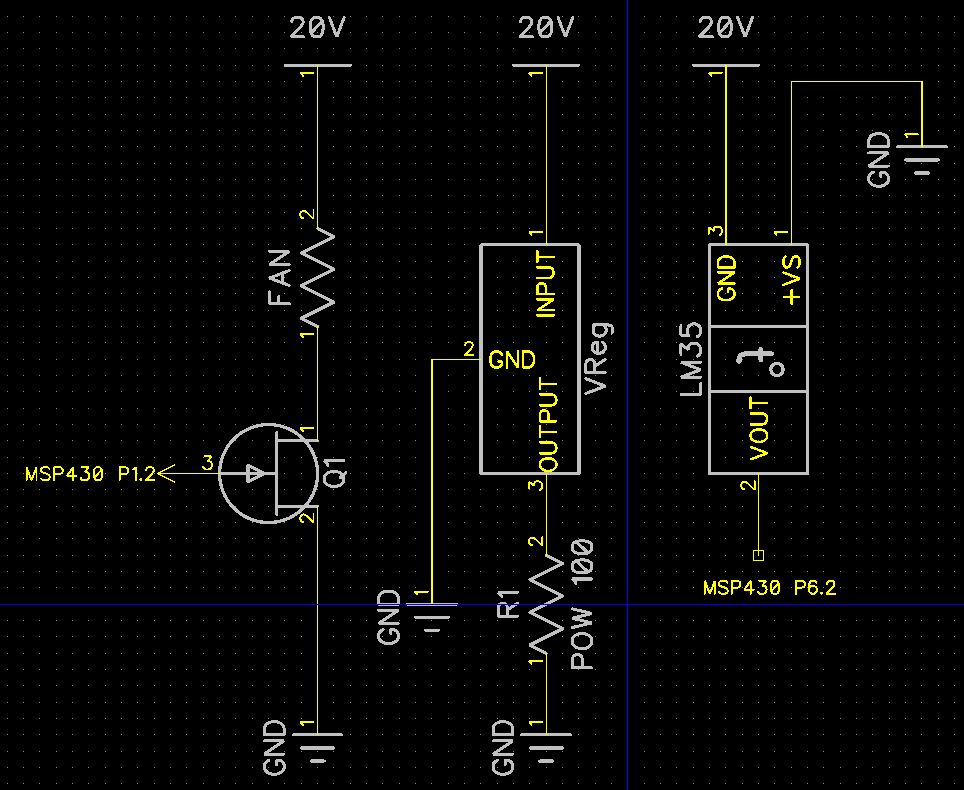 20V 20V 20V
1 1 1
1
GND
2 1 3 1
FAN INPUT GND +VS
2 GND VReg LM35 t°
1
OUTPUT VOUT
1
MSP430 P1.2 3 Q1
2 3 2
2 POW 100
MSP430 P6.2
GND 1 R1
1
GND 1 GND 1